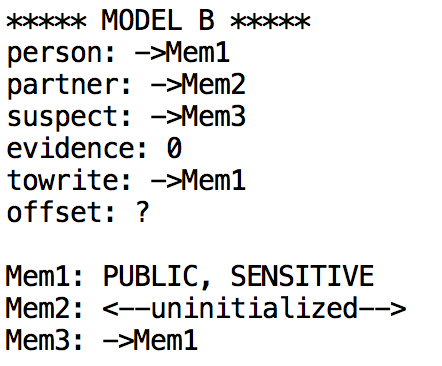 ***** MODEL B *****
person: ->Mem1
partner: ->Mem2
suspect: ->Mem3
evidence: 0
towrite: ->Mem1
offset: ?

Mem1: PUBLIC, SENSITIVE
Mem2: <--uninitialized-->
Mem3: ->Mem1